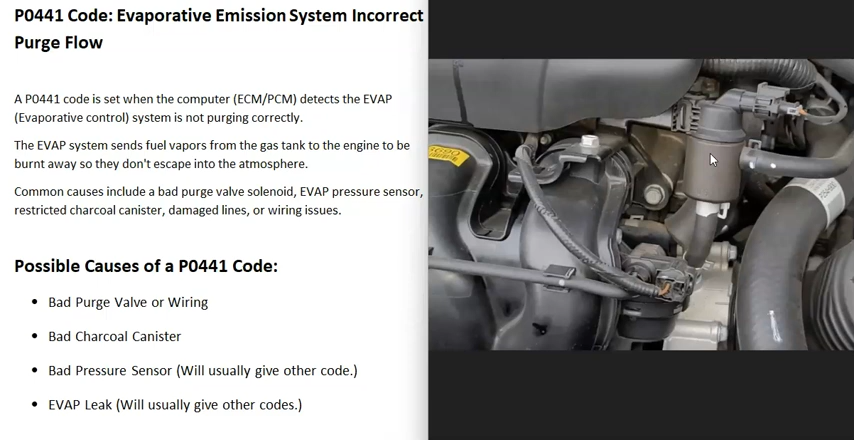 P0441 Code: Evaporative Emission System Incorrect
Purge Flow
A P0441 code is set when the computer (ECM/PCM) detects the EVAP
(Evaporative control) system is not purging correctly.
The EVAP system sends fuel vapors from the gas tank to the engine to be
burnt away so they don't escape into the atmosphere.
Common causes include a bad purge valve solenoid, EVAP pressure sensor,
restricted charcoal canister, damaged lines, or wiring issues.
Possible Causes of a P0441 Code:
• Bad Purge Valve or Wiring
• Bad Charcoal Canister
• Bad Pressure Sensor (Will usually give other code.)
• EVAP Leak (Will usually give other codes.)